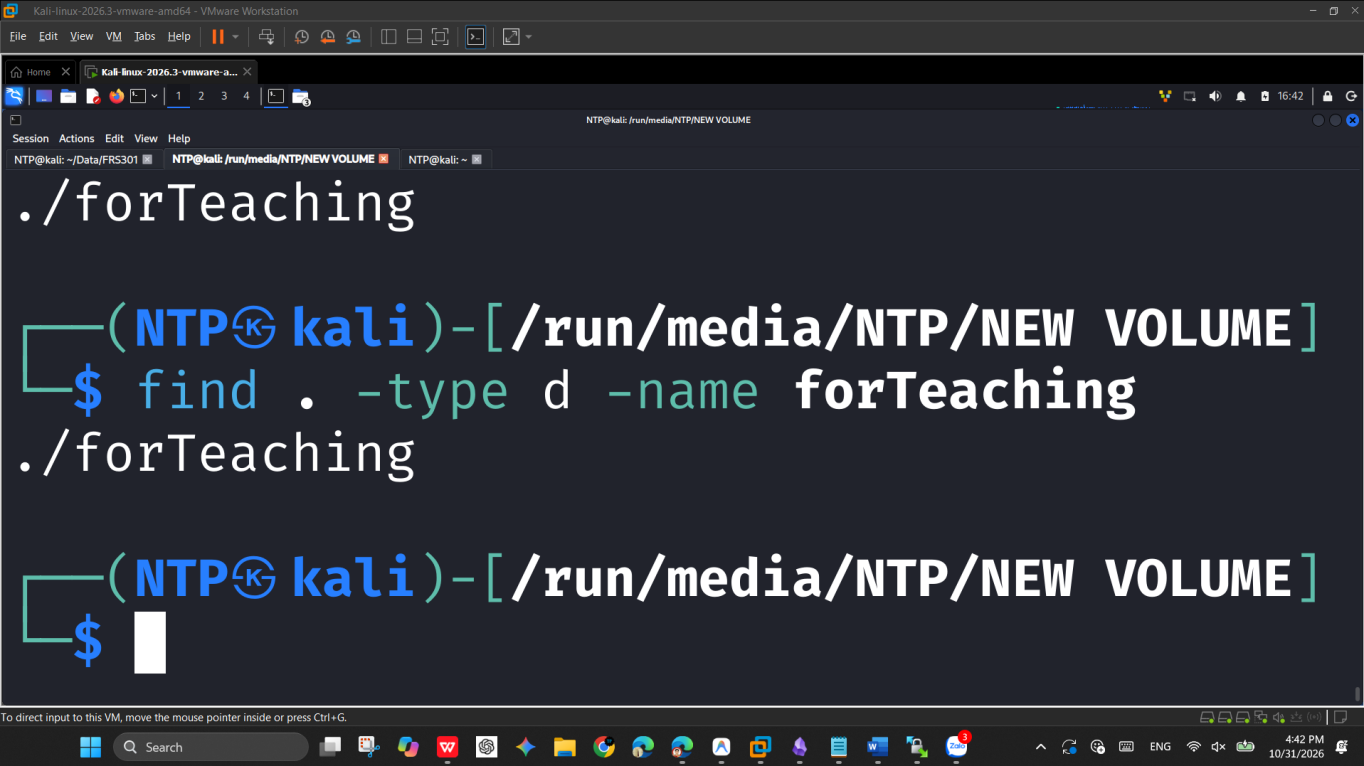 Kali-linux-2026.3-vmware-amd64 - VMware Workstation
File Edit View VM Tabs Help
Home Kali-linux-2026.3-vmware-a...
1 2 3 4 3 16:42
NTP@kali: /run/media/NTP/NEW VOLUME
Session Actions Edit View Help
NTP@kali: ~/Data/FRS301 NTP@kali: /run/media/NTP/NEW VOLUME NTP@kali: ~
./forTeaching
(NTP㉿kali)-[/run/media/NTP/NEW VOLUME]
$ find . -type d -name forTeaching
./forTeaching
(NTP㉿kali)-[/run/media/NTP/NEW VOLUME]
$
To direct input to this VM, move the mouse pointer inside or press Ctrl+G.
Search Zalo 3 ENG 4:42 PM
10/31/2026